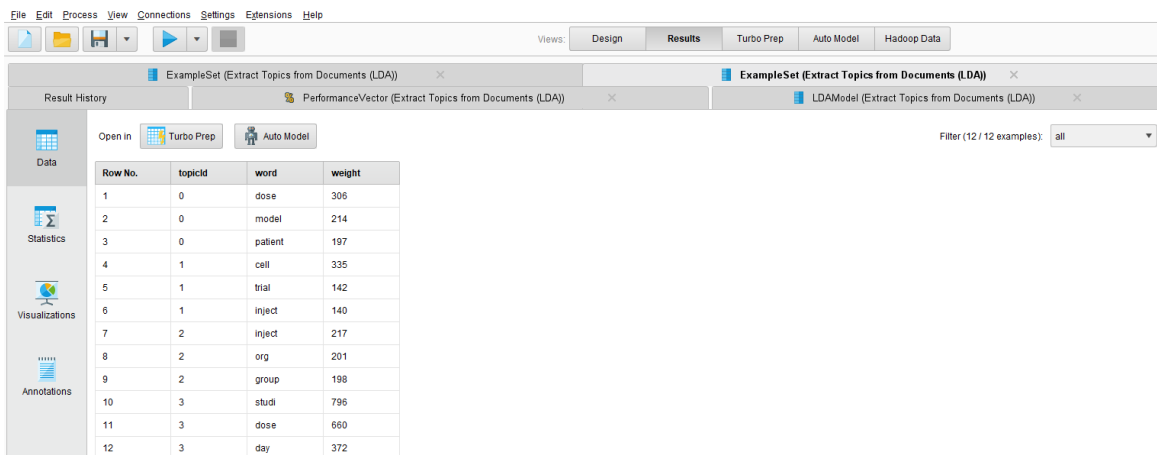 File Edit Process View Connections Settings Extensions Help
Views: Design Results Turbo Prep Auto Model Hadoop Data
ExampleSet (Extract Topics from Documents (LDA)) ExampleSet (Extract Topics from Documents (LDA))
Result History PerformanceVector (Extract Topics from Documents (LDA)) LDAModel (Extract Topics from Documents (LDA))
Data
Statistics
Visualizations
Annotations
Open in Turbo Prep Auto Model Filter (12 / 12 examples): all
Row No. topicId word weight
1 0 dose 306
2 0 model 214
3 0 patient 197
4 1 cell 335
5 1 trial 142
6 1 inject 140
7 2 inject 217
8 2 org 201
9 2 group 198
10 3 studi 796
11 3 dose 660
12 3 day 372